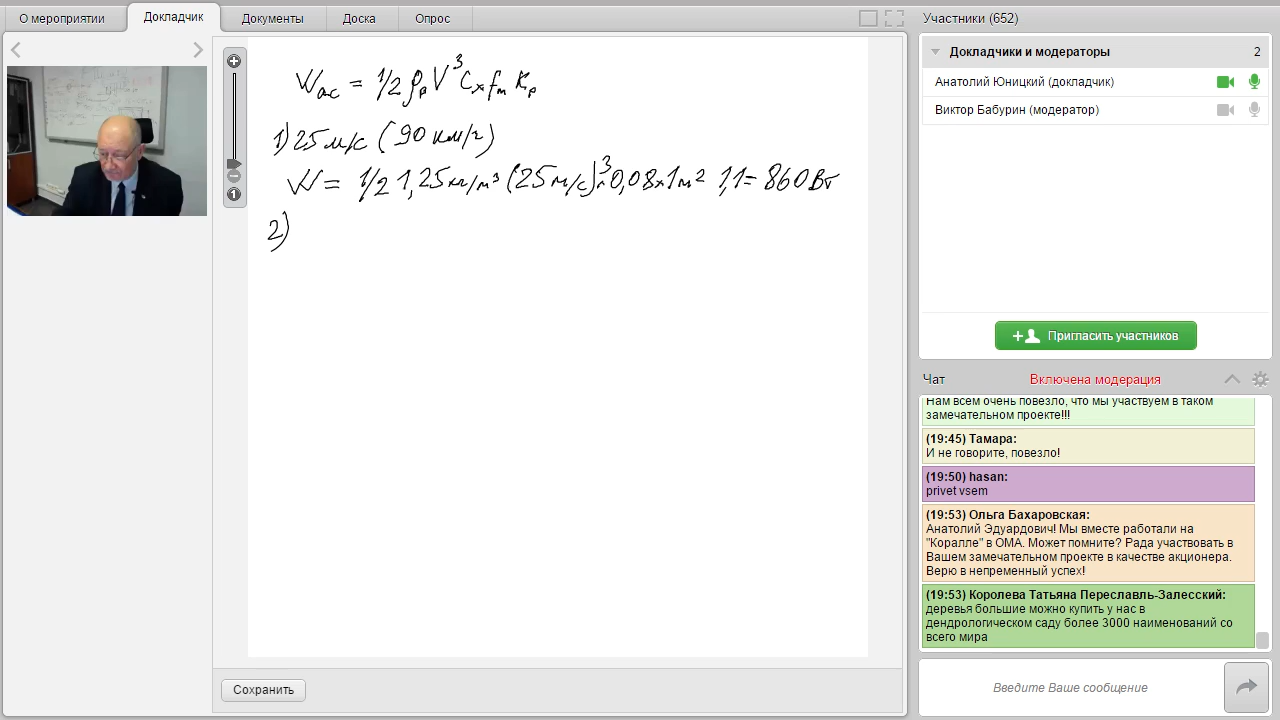 О мероприятии
Докладчик
Документы
Доска
Опрос
W ас = 1/2 ρ р V³ Cх fм Kр
1) 25 м/с (90 км/ч)
W = 1/2 1,25 кг/м³ (25 м/с)³ × 0,08 × 1м² 1,1 = 860 Вт
2)
1
Сохранить
Участники (652)
Докладчики и модераторы 2
Анатолий Юницкий (докладчик)
Виктор Бабурин (модератор)
Пригласить участников
Чат Включена модерация
Нам всем очень повезло, что мы участвуем в таком
замечательном проекте!!!
(19:45) Тамара:
И не говорите, повезло!
(19:50) hasan:
privet vsem
(19:53) Ольга Бахаровская:
Анатолий Эдуардович! Мы вместе работали на
"Коралле" в ОМА. Может помните? Рада участвовать в
Вашем замечательном проекте в качестве акционера.
Верю в непременный успех!
(19:53) Королева Татьяна Переславль-Залесский:
деревья большие можно купить у нас в
дендрологическом саду более 3000 наименований со
всего мира
Введите Ваше сообщение